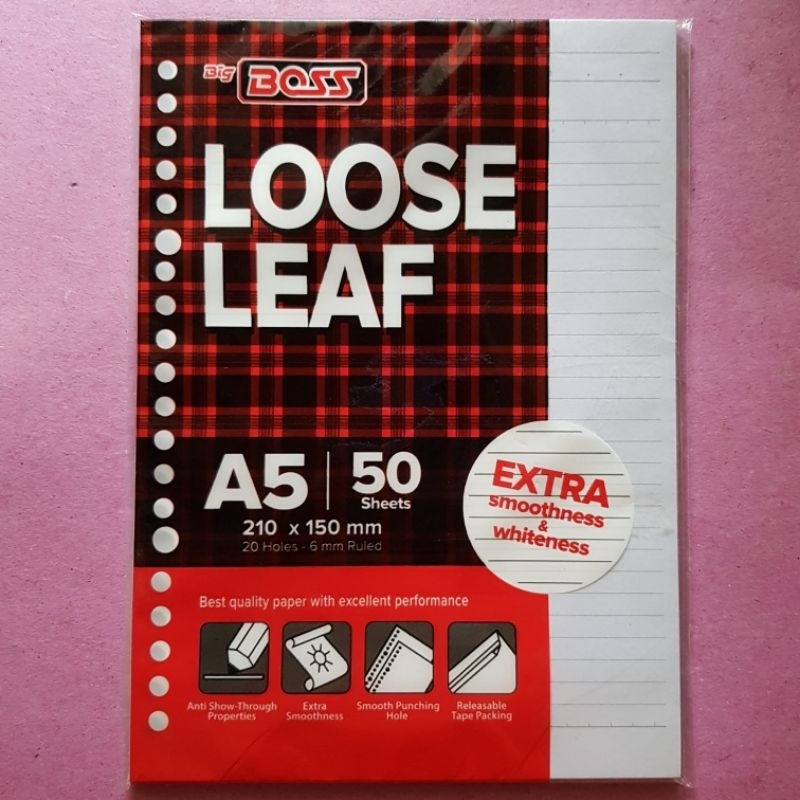 Big BOSS
LOOSE
LEAF
A5 | 50
Sheets
210 x 150 mm
20 Holes - 6 mm Ruled
EXTRA
smoothness
&
whiteness
Best quality paper with excellent performance
Anti Show-Through
Properties
Extra
Smoothness
Smooth Punching
Hole
Releasable
Tape Packing